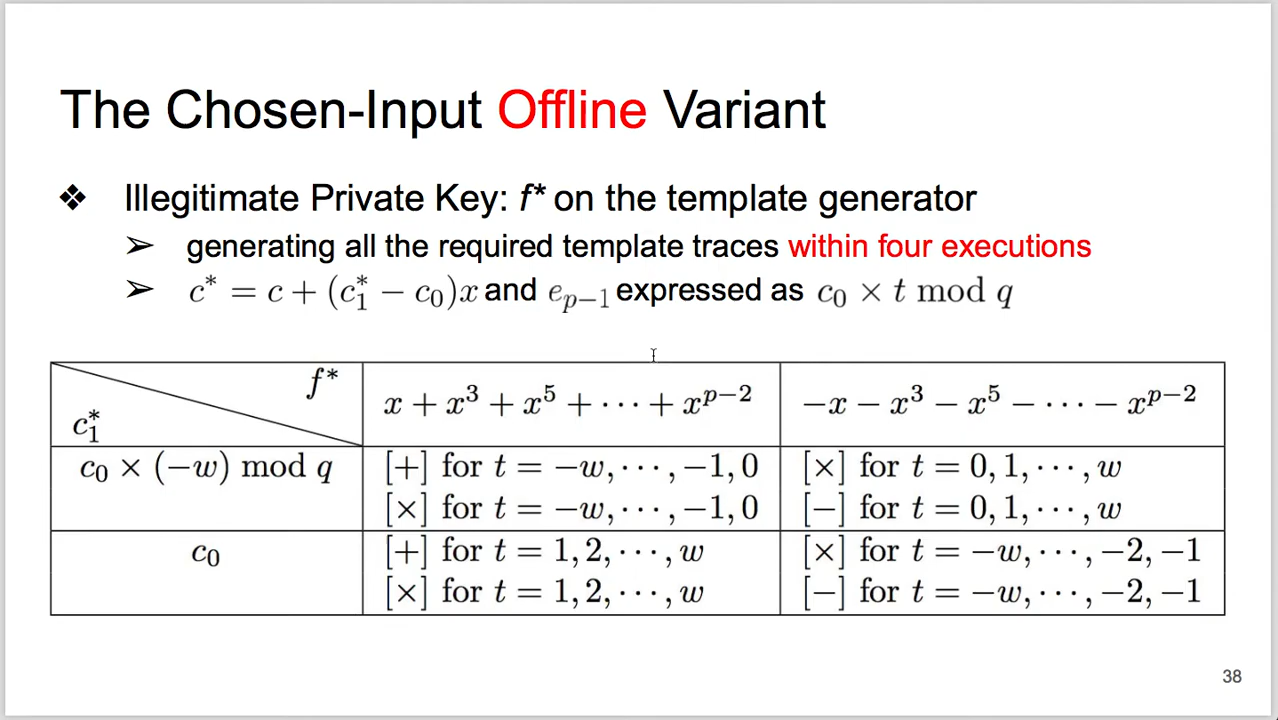 The Chosen-Input Offline Variant
❖ Illegitimate Private Key: f* on the template generator
➢ generating all the required template traces within four executions
➢ c* = c + (c₁* − c₀)x and eₚ₋₁ expressed as c₀ × t mod q
f*
c₁*
x + x³ + x⁵ + ⋯ + xᵖ⁻²
−x − x³ − x⁵ − ⋯ − xᵖ⁻²
c₀ × (−w) mod q
[+] for t = −w, ⋯, −1, 0
[×] for t = −w, ⋯, −1, 0
[×] for t = 0, 1, ⋯, w
[−] for t = 0, 1, ⋯, w
c₀
[+] for t = 1, 2, ⋯, w
[×] for t = 1, 2, ⋯, w
[×] for t = −w, ⋯, −2, −1
[−] for t = −w, ⋯, −2, −1
38